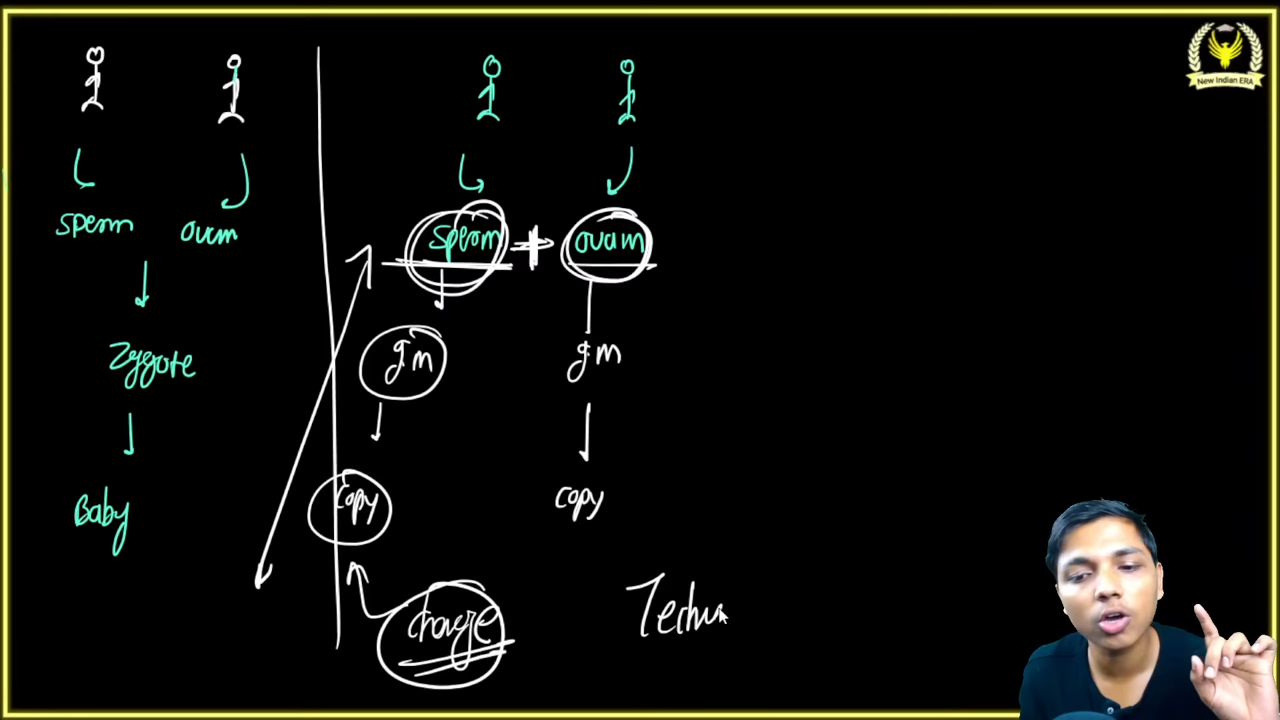 New Indian ERA
sperm ovum
Zygote
Baby
sperm + ovum
gm gm
copy copy
change
Techn